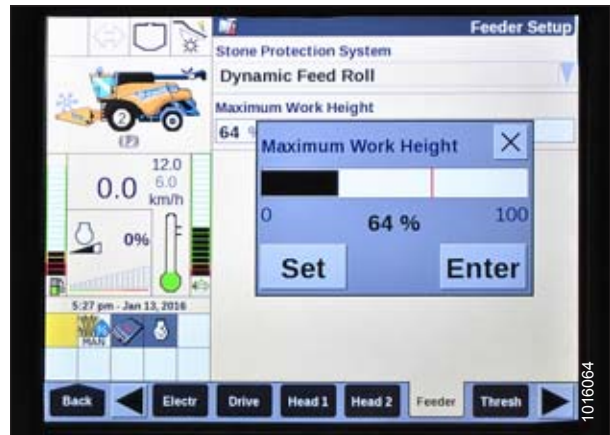 Feeder Setup
Stone Protection System
Dynamic Feed Roll
Maximum Work Height
64 %
Maximum Work Height
0
64 %
100
Set
Enter
2
(P)
12.0
6.0
0.0
km/h
0%
5:27 pm - Jan 13, 2016
MAN
Back
Electr
Drive
Head 1
Head 2
Feeder
Thresh
1016064